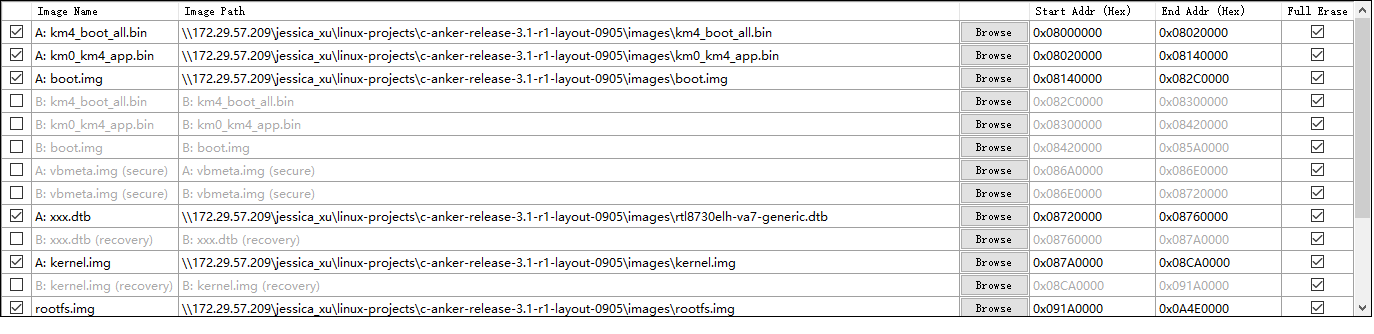 Image Name Image Path Start Addr (Hex) End Addr (Hex) Full Erase
A: km4_boot_all.bin \\172.29.57.209\jessica_xu\linux-projects\c-anker-release-3.1-r1-layout-0905\images\km4_boot_all.bin Browse 0x08000000 0x08020000
A: km0_km4_app.bin \\172.29.57.209\jessica_xu\linux-projects\c-anker-release-3.1-r1-layout-0905\images\km0_km4_app.bin Browse 0x08020000 0x08140000
A: boot.img \\172.29.57.209\jessica_xu\linux-projects\c-anker-release-3.1-r1-layout-0905\images\boot.img Browse 0x08140000 0x082C0000
B: km4_boot_all.bin B: km4_boot_all.bin Browse 0x082C0000 0x08300000
B: km0_km4_app.bin B: km0_km4_app.bin Browse 0x08300000 0x08420000
B: boot.img B: boot.img Browse 0x08420000 0x085A0000
A: vbmeta.img (secure) A: vbmeta.img (secure) Browse 0x086A0000 0x086E0000
B: vbmeta.img (secure) B: vbmeta.img (secure) Browse 0x086E0000 0x08720000
A: xxx.dtb \\172.29.57.209\jessica_xu\linux-projects\c-anker-release-3.1-r1-layout-0905\images\rtl8730elh-va7-generic.dtb Browse 0x08720000 0x08760000
B: xxx.dtb (recovery) B: xxx.dtb (recovery) Browse 0x08760000 0x087A0000
A: kernel.img \\172.29.57.209\jessica_xu\linux-projects\c-anker-release-3.1-r1-layout-0905\images\kernel.img Browse 0x087A0000 0x08CA0000
B: kernel.img (recovery) B: kernel.img (recovery) Browse 0x08CA0000 0x091A0000
rootfs.img \\172.29.57.209\jessica_xu\linux-projects\c-anker-release-3.1-r1-layout-0905\images\rootfs.img Browse 0x091A0000 0x0A4E0000